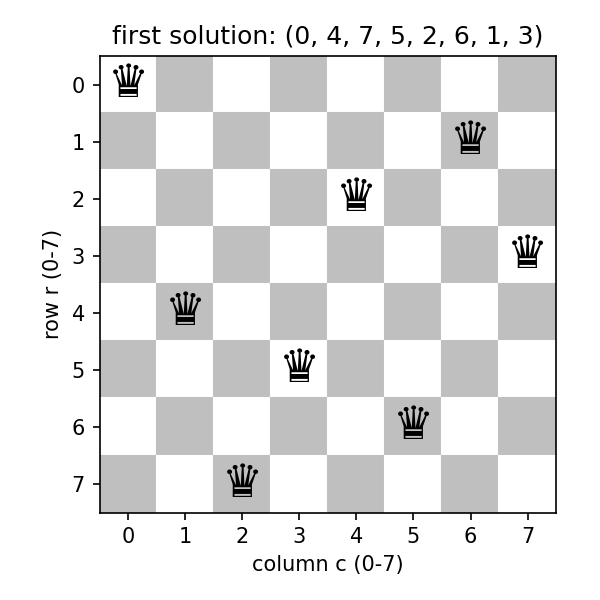 first solution: (0, 4, 7, 5, 2, 6, 1, 3)
row r (0-7)
0
1
2
3
4
5
6
7
0 1 2 3 4 5 6 7
column c (0-7)